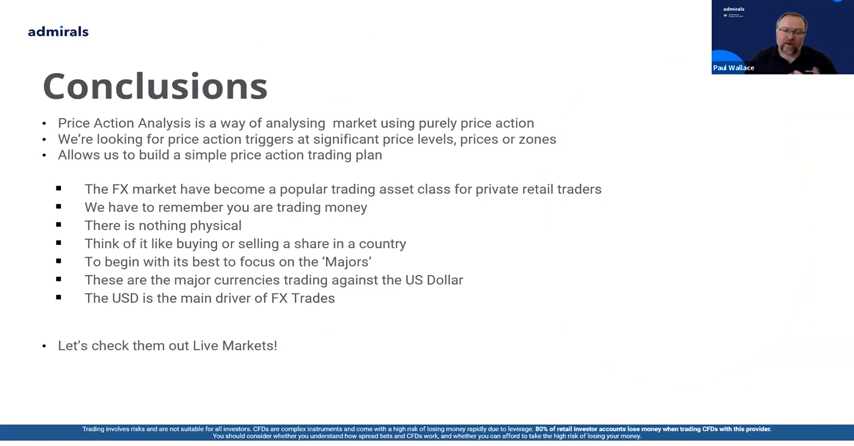 admirals
admirals
Paul Wallace
Conclusions
• Price Action Analysis is a way of analysing market using purely price action
• We're looking for price action triggers at significant price levels, prices or zones
• Allows us to build a simple price action trading plan
▪ The FX market have become a popular trading asset class for private retail traders
▪ We have to remember you are trading money
▪ There is nothing physical
▪ Think of it like buying or selling a share in a country
▪ To begin with its best to focus on the ‘Majors’
▪ These are the major currencies trading against the US Dollar
▪ The USD is the main driver of FX Trades
• Let's check them out Live Markets!
Trading involves risks and are not suitable for all investors. CFDs are complex instruments and come with a high risk of losing money rapidly due to leverage. 80% of retail investor accounts lose money when trading CFDs with this provider.
You should consider whether you understand how spread bets and CFDs work, and whether you can afford to take the high risk of losing your money.